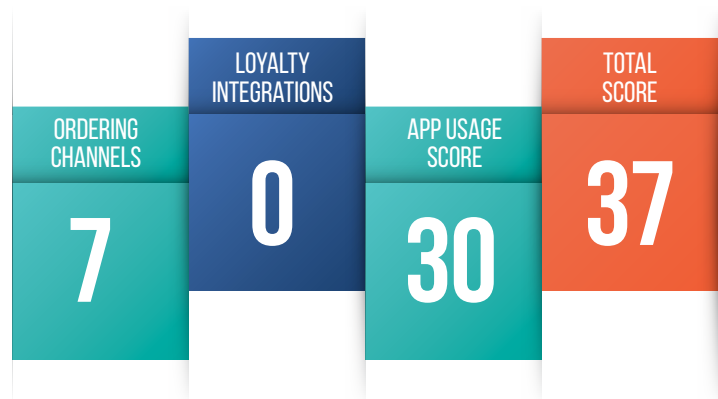 ORDERING
CHANNELS
7
LOYALTY
INTEGRATIONS
0
APP USAGE
SCORE
30
TOTAL
SCORE
37